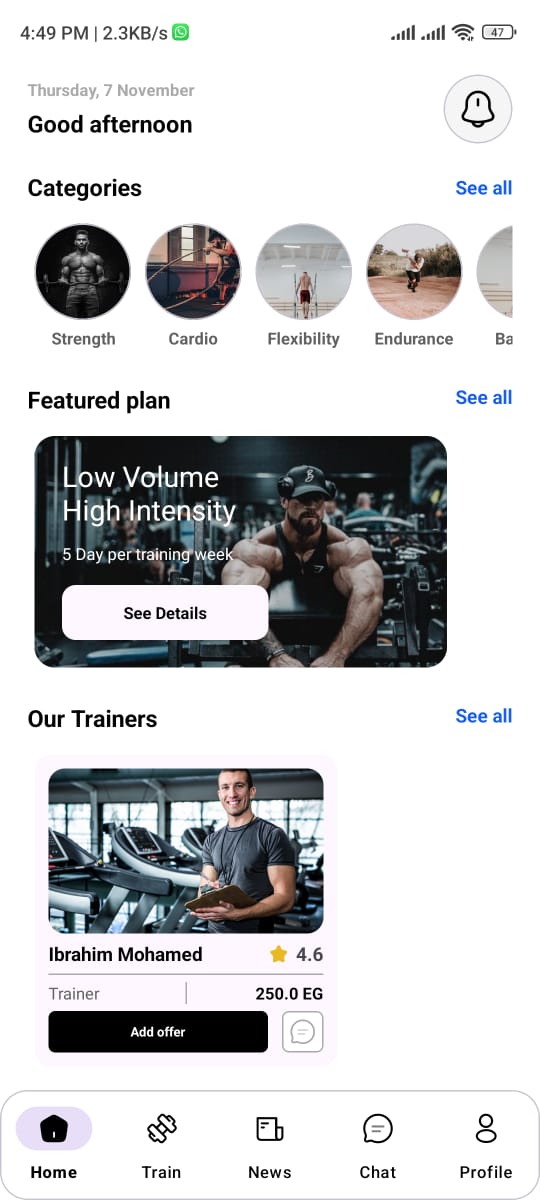 4:49 PM | 2.3KB/s
47
Thursday, 7 November
Good afternoon
Categories
See all
Strength
Cardio
Flexibility
Endurance
Ba
Featured plan
See all
Low Volume
High Intensity
5 Day per training week
See Details
Our Trainers
See all
Ibrahim Mohamed
4.6
Trainer
250.0 EG
Add offer
Home
Train
News
Chat
Profile